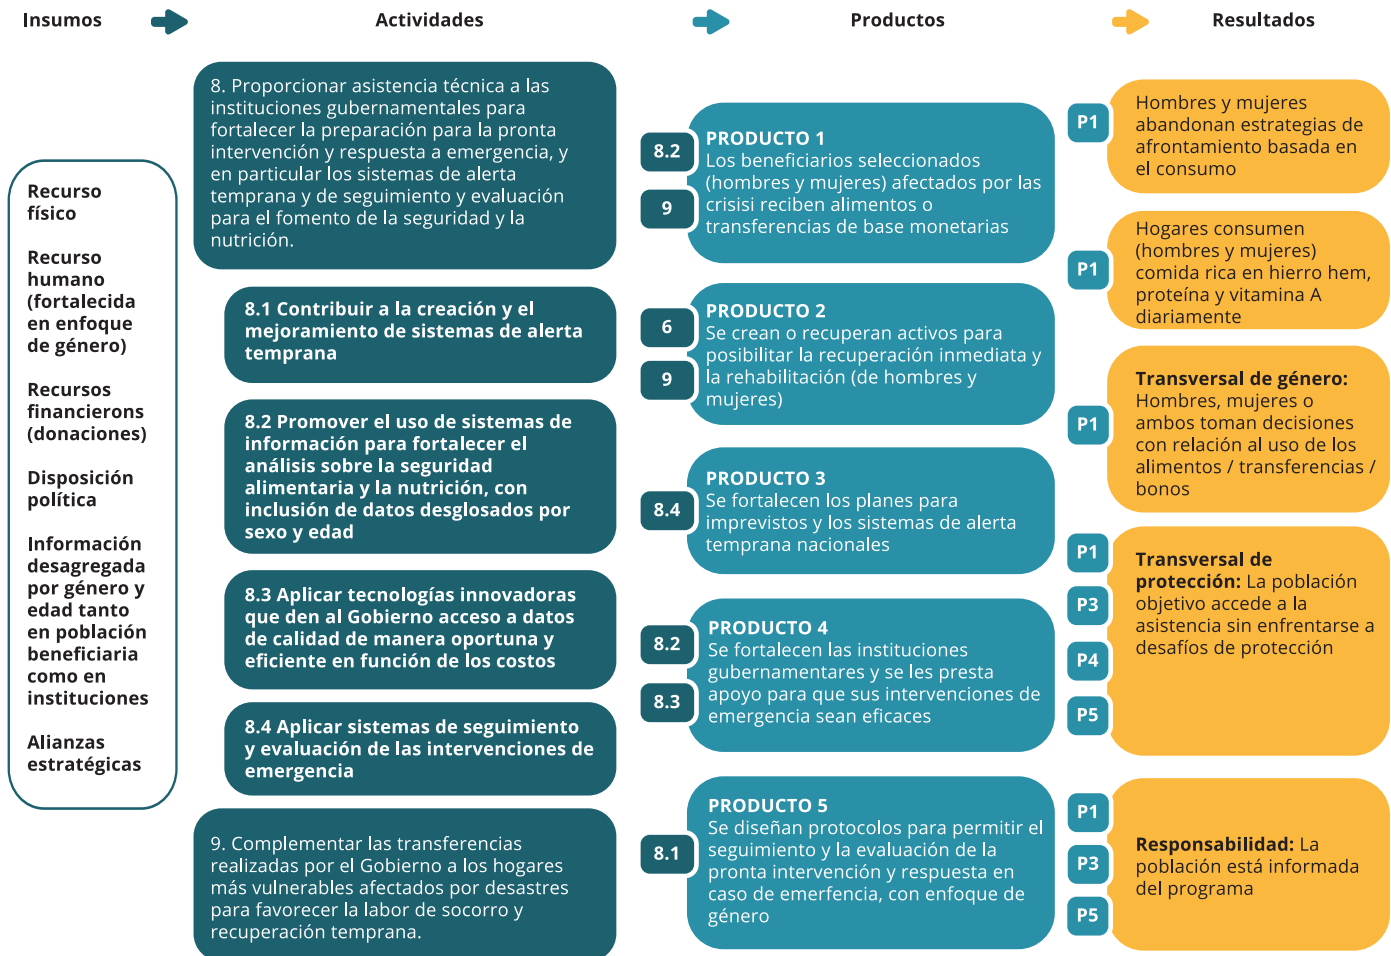 Insumos
Actividades
Productos
Resultados
Recurso
físico
Recurso
humano
(fortalecida
en enfoque
de género)
Recursos
financierons
(donaciones)
Disposición
política
Información
desagregada
por género y
edad tanto
en población
beneficiaria
como en
instituciones
Alianzas
estratégicas
8. Proporcionar asistencia técnica a las
instituciones gubernamentales para
fortalecer la preparación para la pronta
intervención y respuesta a emergencia, y
en particular los sistemas de alerta
temprana y de seguimiento y evaluación
para el fomento de la seguridad y la
nutrición.
8.1 Contribuir a la creación y el
mejoramiento de sistemas de alerta
temprana
8.2 Promover el uso de sistemas de
información para fortalecer el
análisis sobre la seguridad
alimentaria y la nutrición, con
inclusión de datos desglosados por
sexo y edad
8.3 Aplicar tecnologías innovadoras
que den al Gobierno acceso a datos
de calidad de manera oportuna y
eficiente en función de los costos
8.4 Aplicar sistemas de seguimiento
y evaluación de las intervenciones de
emergencia
9. Complementar las transferencias
realizadas por el Gobierno a los hogares
más vulnerables afectados por desastres
para favorecer la labor de socorro y
recuperación temprana.
8.2
9
PRODUCTO 1
Los beneficiarios seleccionados
(hombres y mujeres) afectados por las
crisisi reciben alimentos o
transferencias de base monetarias
6
9
PRODUCTO 2
Se crean o recuperan activos para
posibilitar la recuperación inmediata y
la rehabilitación (de hombres y
mujeres)
8.4
PRODUCTO 3
Se fortalecen los planes para
imprevistos y los sistemas de alerta
temprana nacionales
8.2
8.3
PRODUCTO 4
Se fortalecen las instituciones
gubernamentares y se les presta
apoyo para que sus intervenciones de
emergencia sean eficaces
8.1
PRODUCTO 5
Se diseñan protocolos para permitir el
seguimiento y la evaluación de la
pronta intervención y respuesta en
caso de emerfencia, con enfoque de
género
P1
Hombres y mujeres
abandonan estrategias de
afrontamiento basada en
el consumo
P1
Hogares consumen
(hombres y mujeres)
comida rica en hierro hem,
proteína y vitamina A
diariamente
P1
Transversal de género:
Hombres, mujeres o
ambos toman decisiones
con relación al uso de los
alimentos / transferencias /
bonos
P1
P3
P4
P5
Transversal de
protección: La población
objetivo accede a la
asistencia sin enfrentarse a
desafíos de protección
P1
P3
P5
Responsabilidad: La
población está informada
del programa